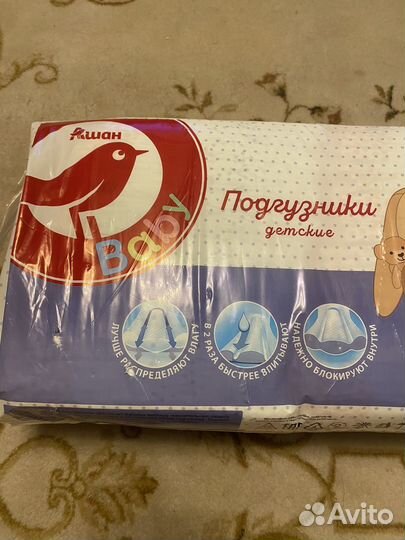 Ашан
Baby
Подгузники
детские
ЛУЧШЕ РАСПРЕДЕЛЯЮТ ВЛАГУ
В 2 РАЗА БЫСТРЕЕ ВПИТЫВАЮТ
НАДЕЖНО БЛОКИРУЮТ ВНУТРИ
Avito